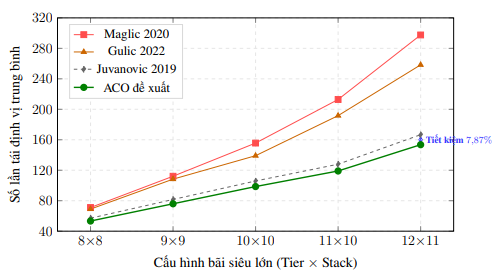 320
280
240
200
160
120
80
40
Số lần tái định vị trung bình
Maglic 2020
Gulic 2022
Juvanovic 2019
ACO đề xuất
Tiết kiệm 7,87%
8×8
9×9
10×10
11×10
12×11
Cấu hình bãi siêu lớn (Tier × Stack)